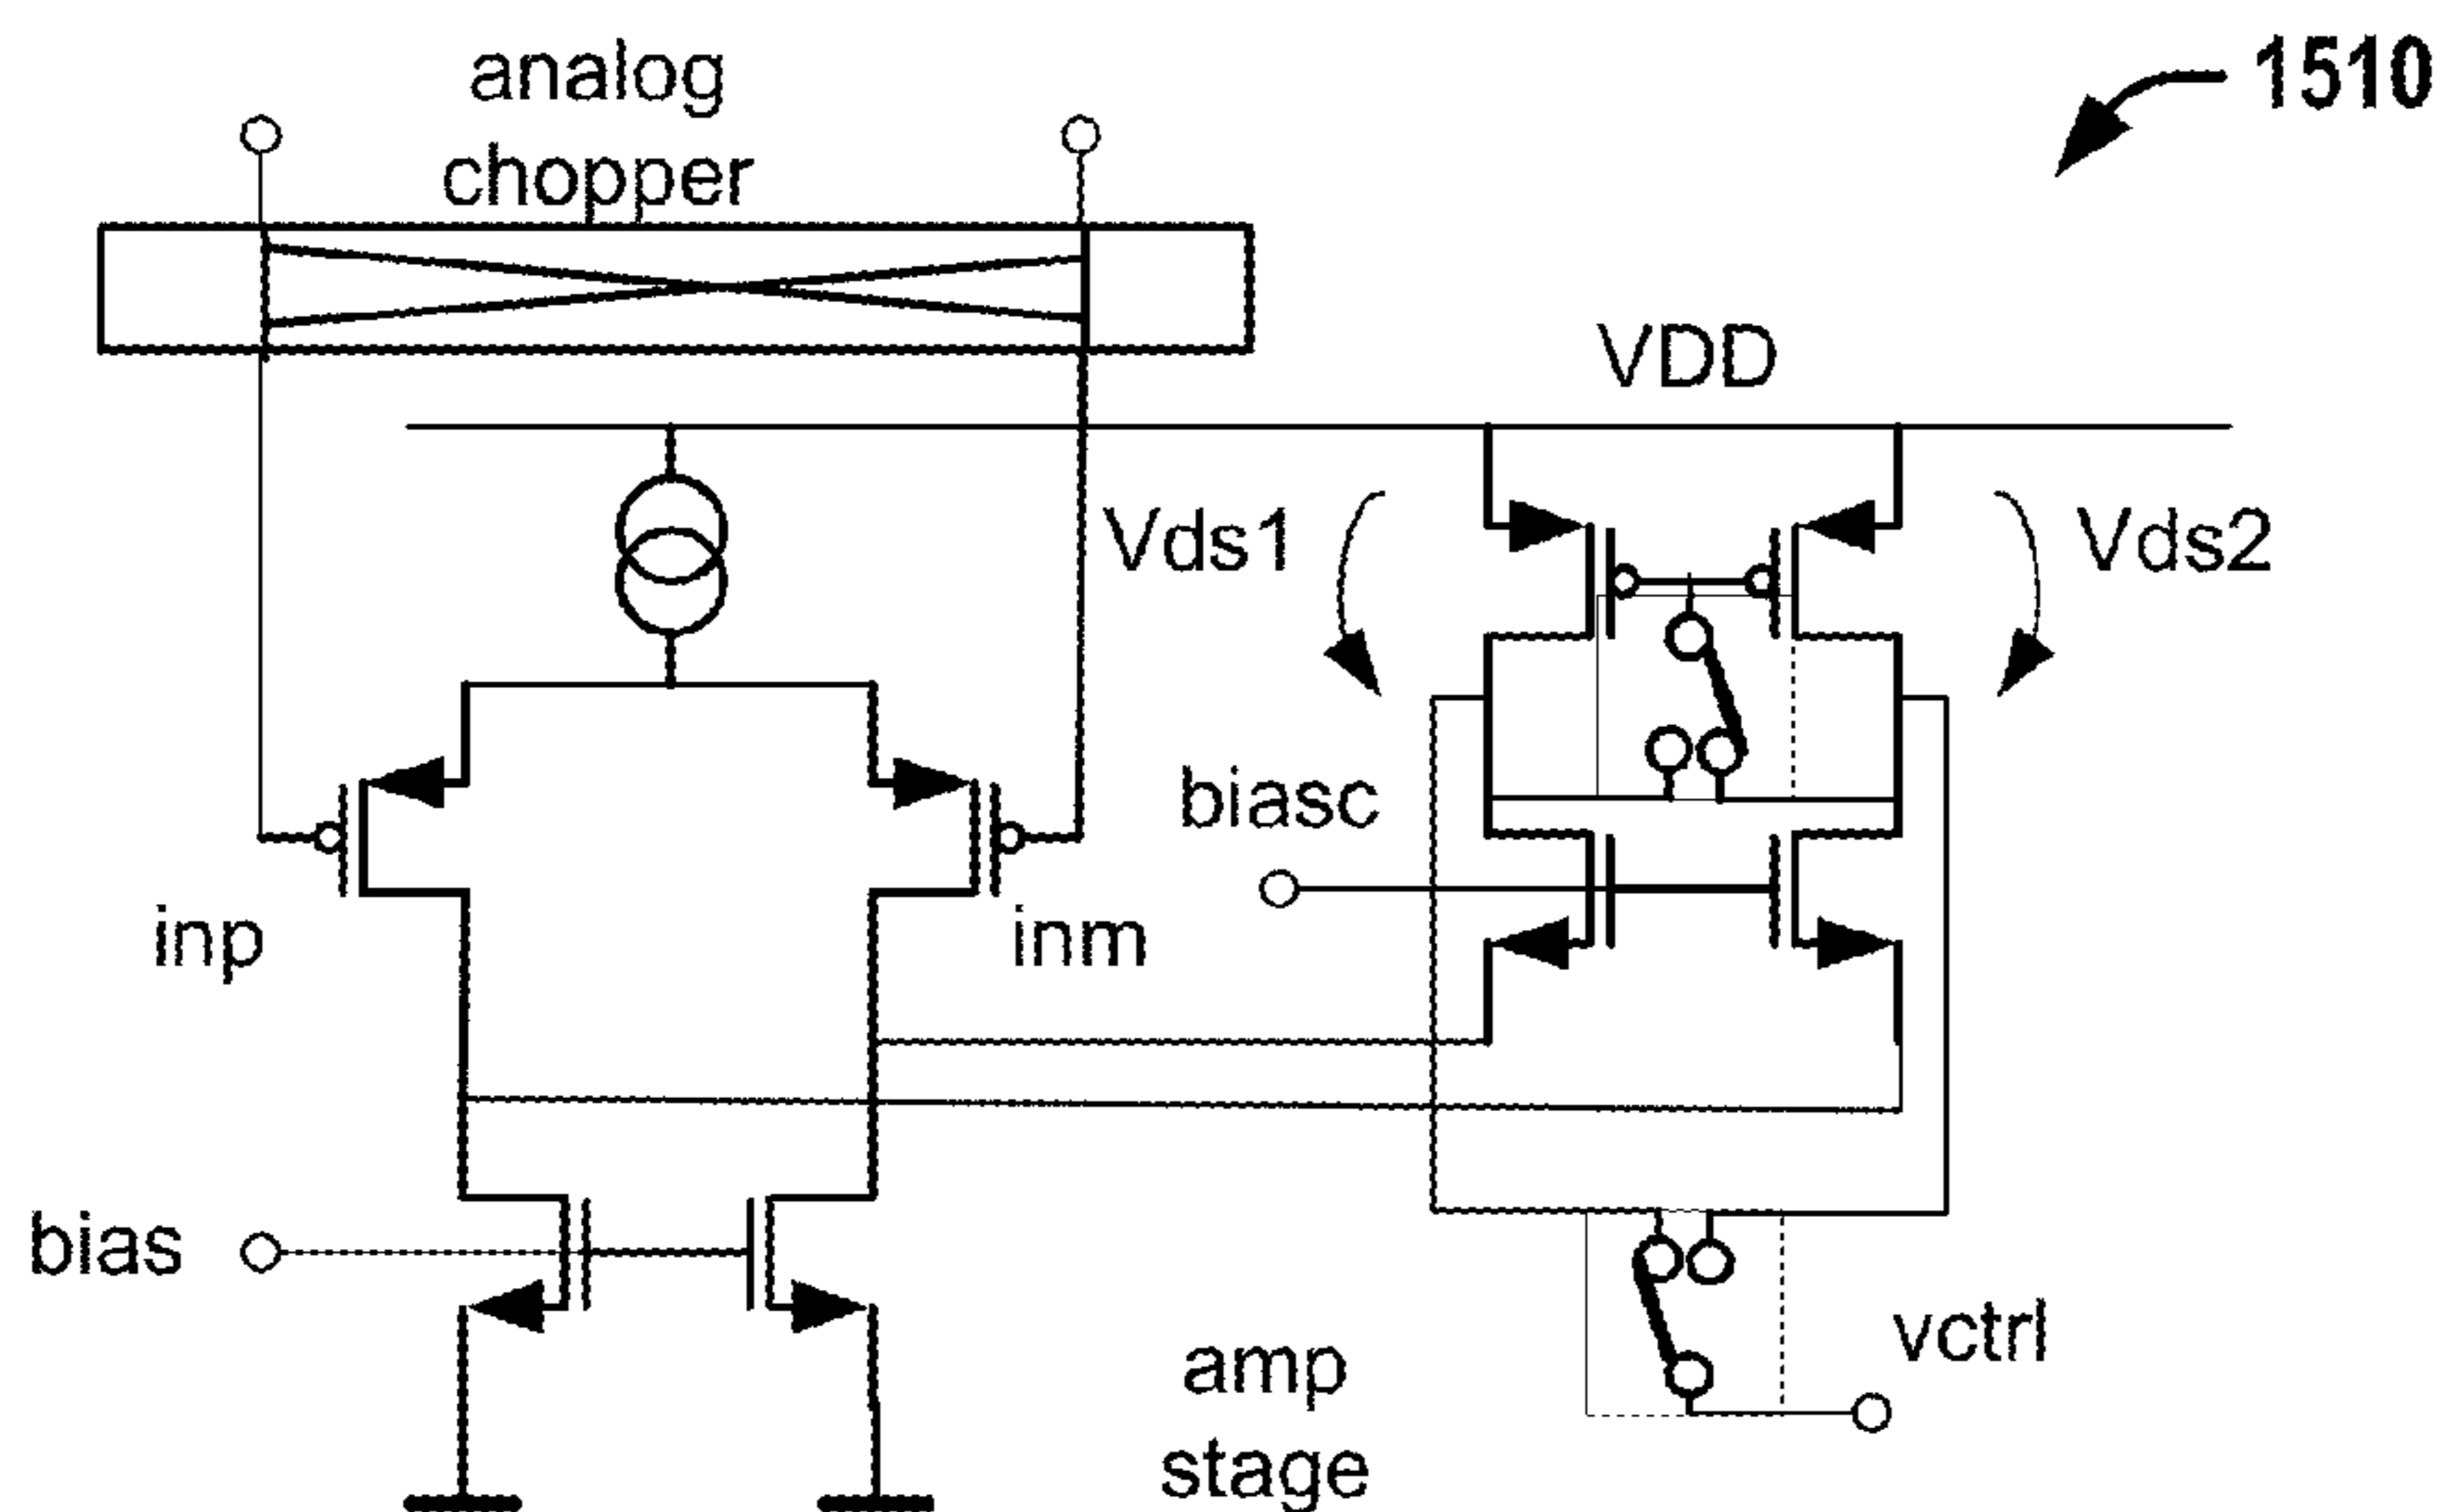 analog
chopper
1510
VDD
Vds1
Vds2
biasc
inp
inm
bias
vctrl
amp
stage